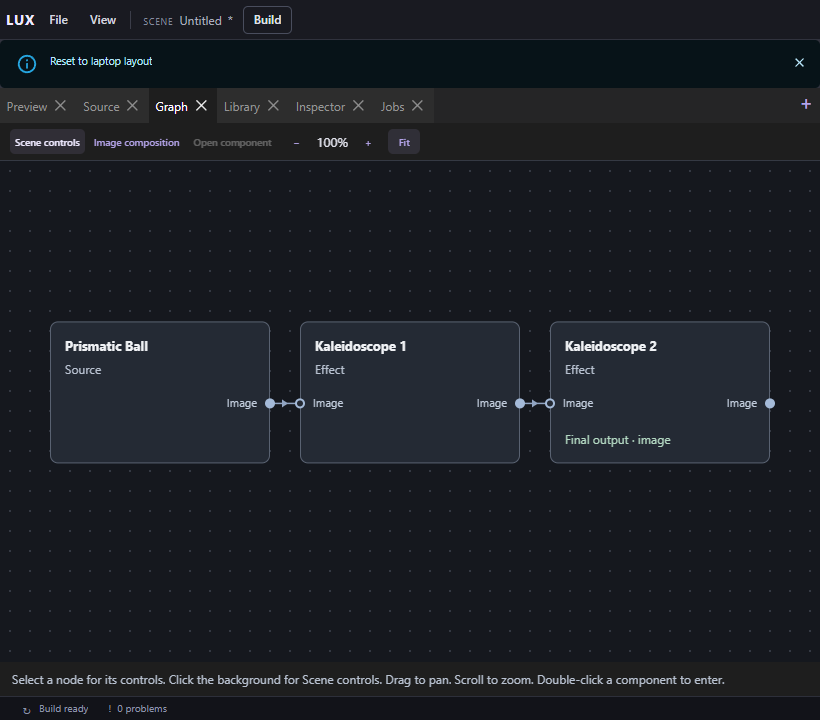 LUX File View SCENE Untitled * Build
Reset to laptop layout
Preview Source Graph Library Inspector Jobs +
Scene controls Image composition Open component − 100% + Fit
Prismatic Ball
Source
Image
Kaleidoscope 1
Effect
Image Image
Kaleidoscope 2
Effect
Image Image
Final output · image
Select a node for its controls. Click the background for Scene controls. Drag to pan. Scroll to zoom. Double-click a component to enter.
Build ready ! 0 problems